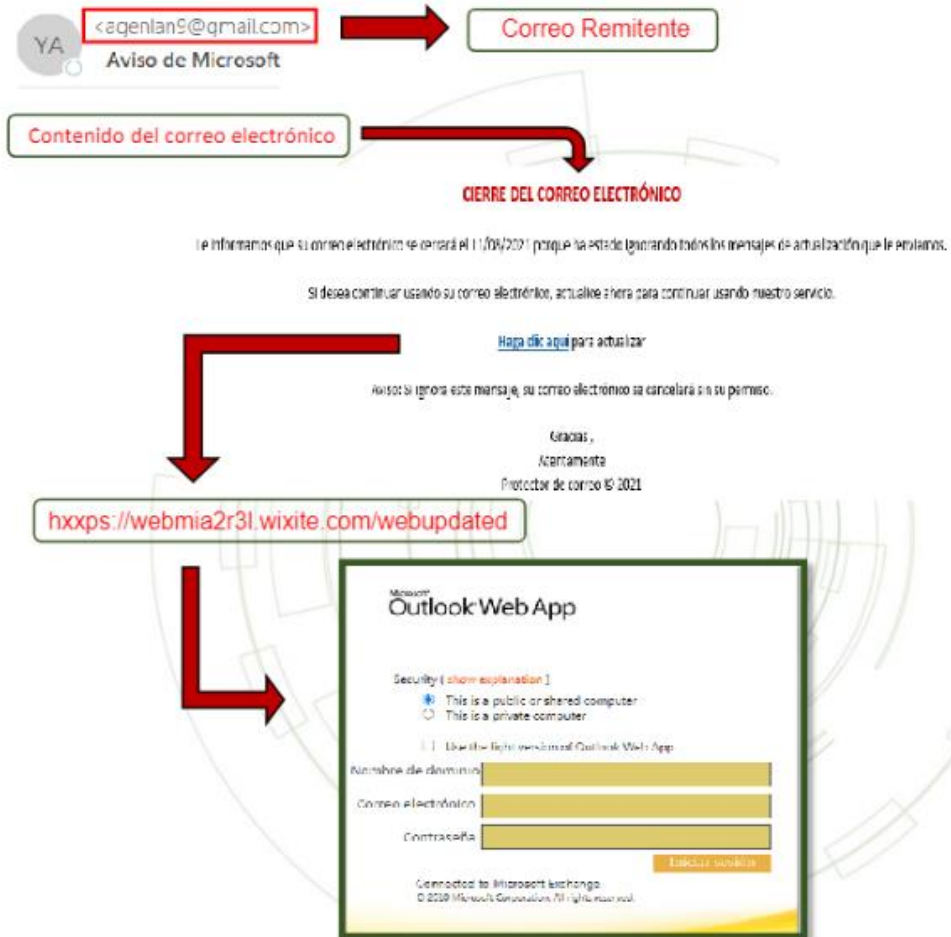 YA
<agenlan9@gmail.com>
Correo Remitente
Aviso de Microsoft
Contenido del correo electrónico
CIERRE DEL CORREO ELECTRÓNICO
Le informamos que su correo electrónico se cerrará el 11/08/2021 porque ha estado ignorando todos los mensajes de actualización que le enviamos.
Si desea continuar usando su correo electrónico, actualice ahora para continuar usando nuestro servicio.
Haga clic aquí para actualizar
Aviso: Si ignora este mensaje, su correo electrónico se cancelará sin su permiso.
Gracias,
Atentamente
Protector de correo © 2021
hxxps://webmia2r3l.wixite.com/webupdated
Microsoft
Outlook Web App
Security ( show explanation )
This is a public or shared computer
This is a private computer
Use the light version of Outlook Web App
Nombre de dominio
Correo electrónico
Contraseña
Iniciar sesión
Connected to Microsoft Exchange
© 2010 Microsoft Corporation. All rights reserved.